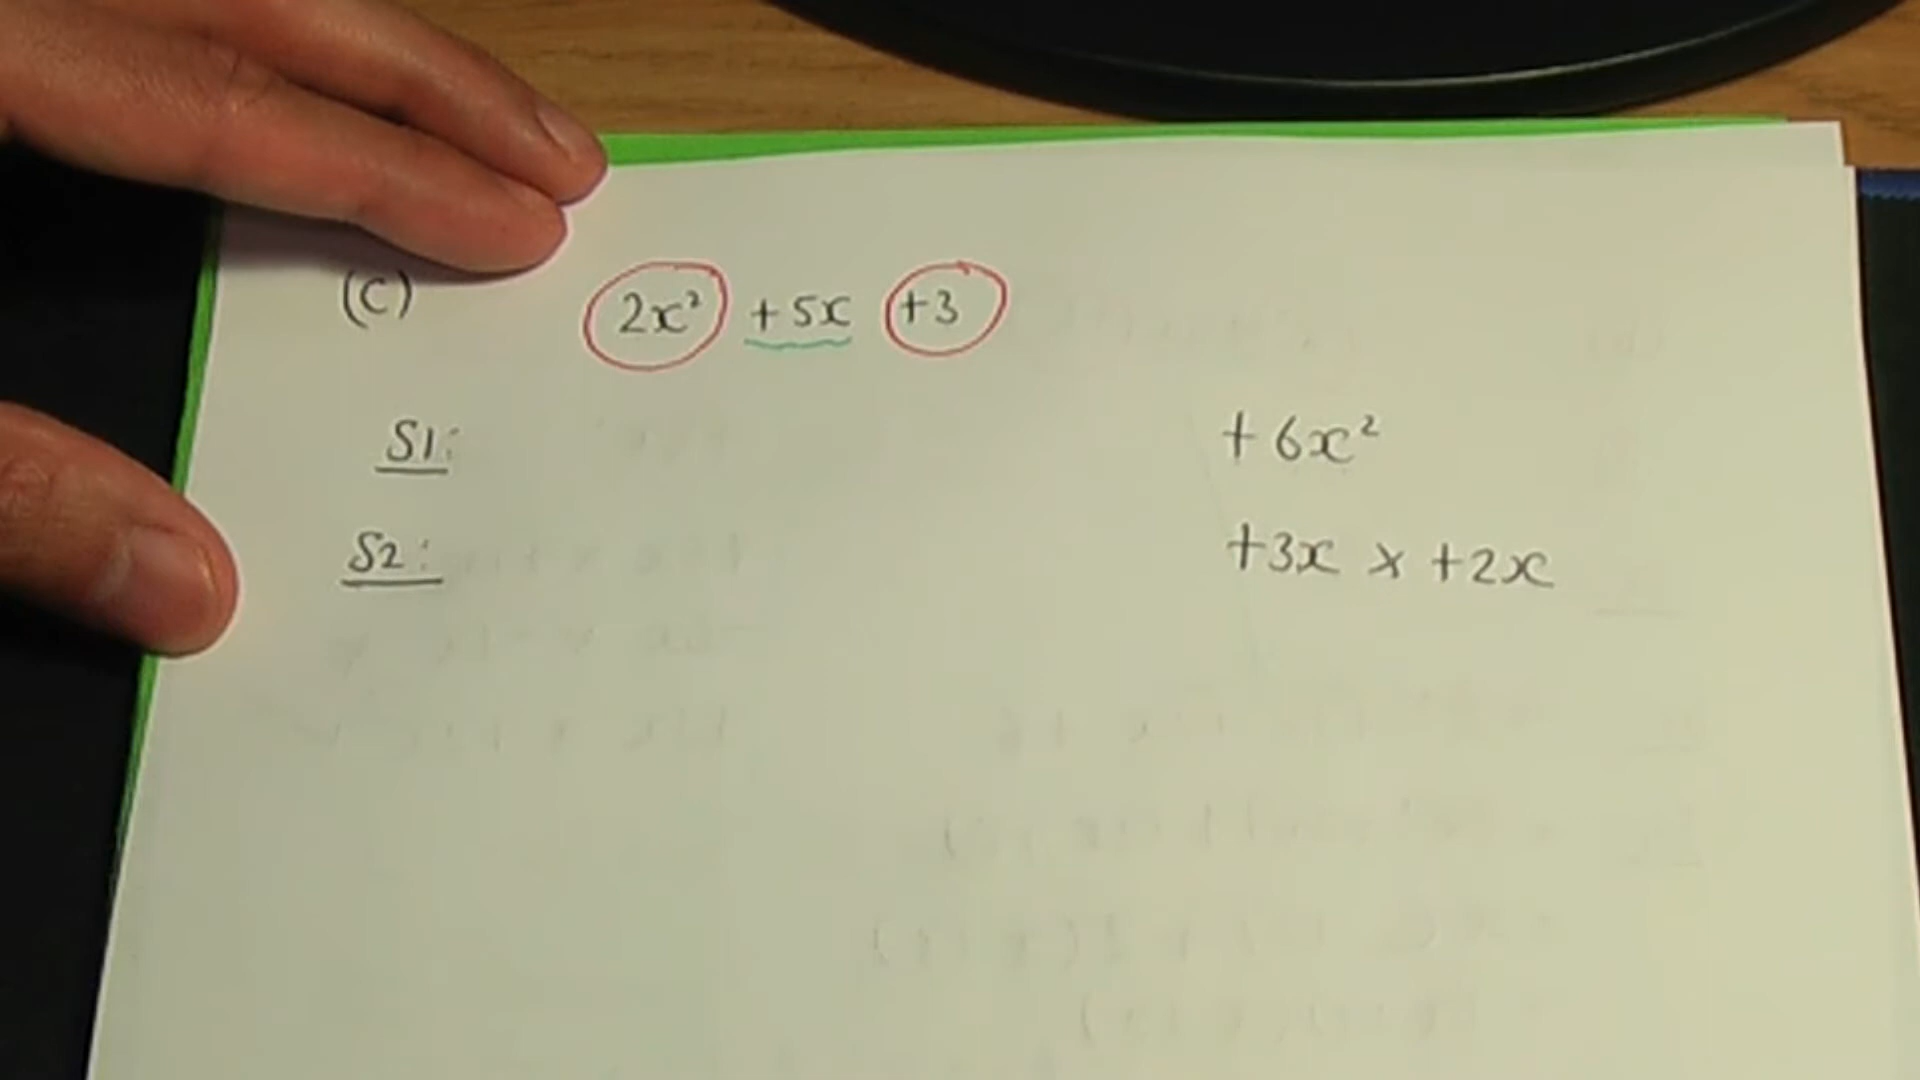 (C) 2x² +5x +3
S1: +6x²
S2: +3x × +2x